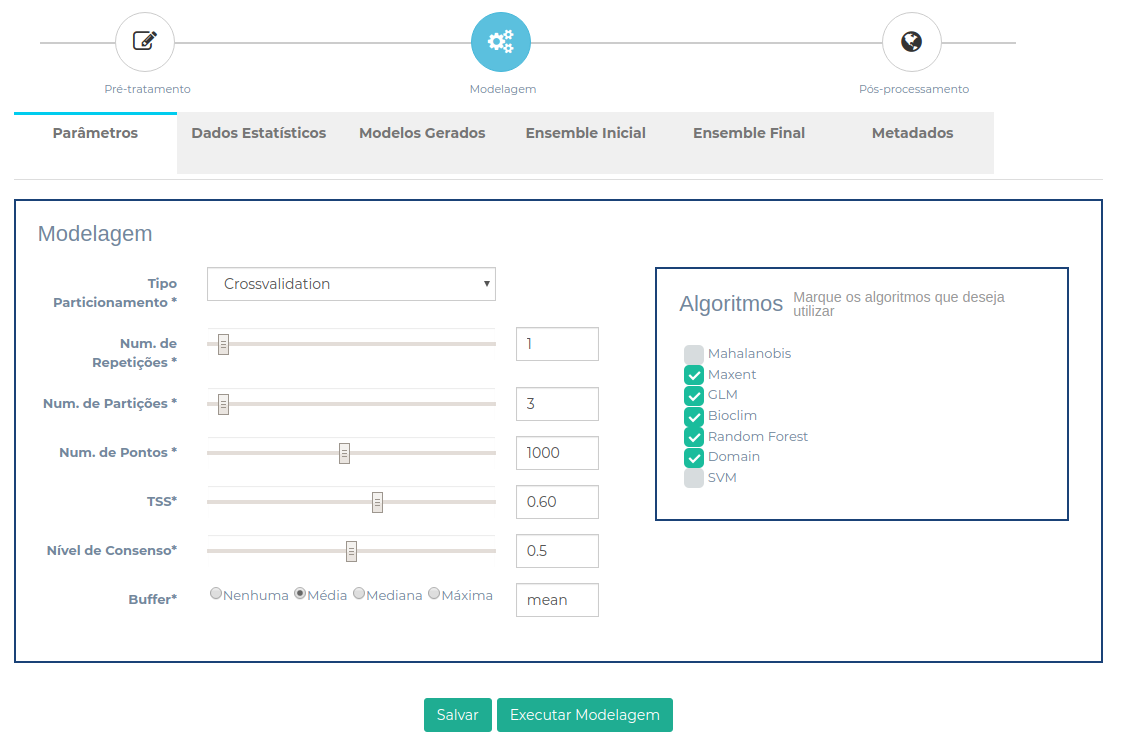 Pré-tratamento
Modelagem
Pós-processamento
Parâmetros
Dados Estatísticos
Modelos Gerados
Ensemble Inicial
Ensemble Final
Metadados
Modelagem
Tipo
Particionamento *
Crossvalidation
Num. de
Repetições *
1
Num. de Partições *
3
Num. de Pontos *
1000
TSS*
0.60
Nível de Consenso*
0.5
Buffer*
Nenhuma
Média
Mediana
Máxima
mean
Algoritmos
Marque os algoritmos que deseja
utilizar
Mahalanobis
Maxent
GLM
Bioclim
Random Forest
Domain
SVM
Salvar
Executar Modelagem